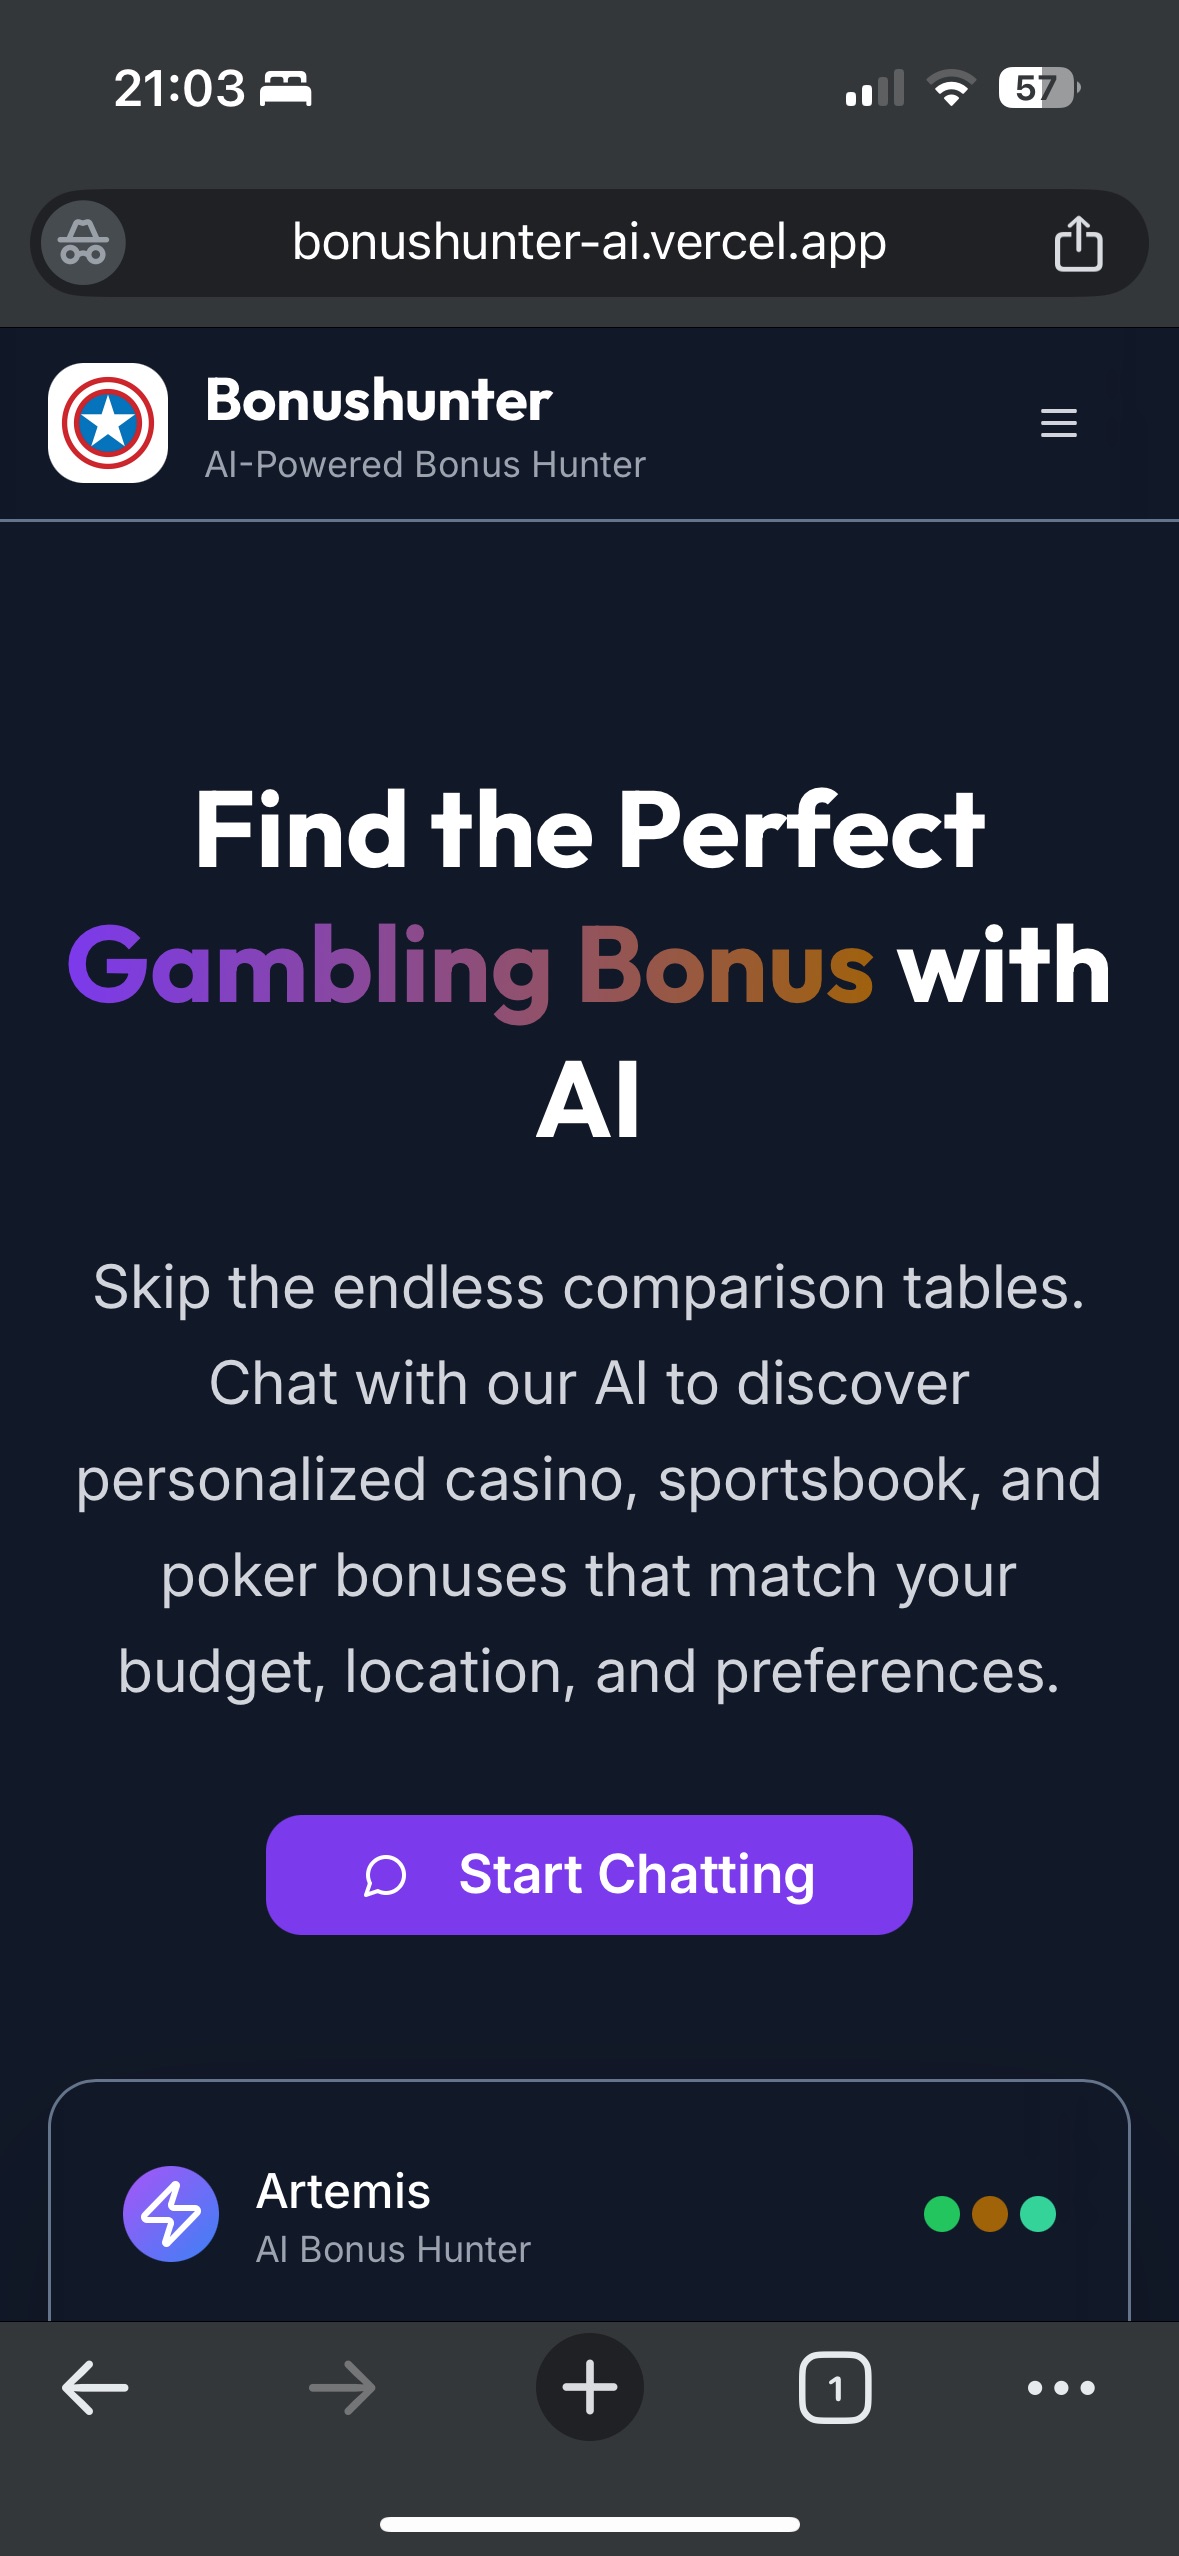 21:03
57
bonushunter-ai.vercel.app
Bonushunter
AI-Powered Bonus Hunter
Find the Perfect
Gambling Bonus with
AI
Skip the endless comparison tables.
Chat with our AI to discover
personalized casino, sportsbook, and
poker bonuses that match your
budget, location, and preferences.
Start Chatting
Artemis
AI Bonus Hunter
1